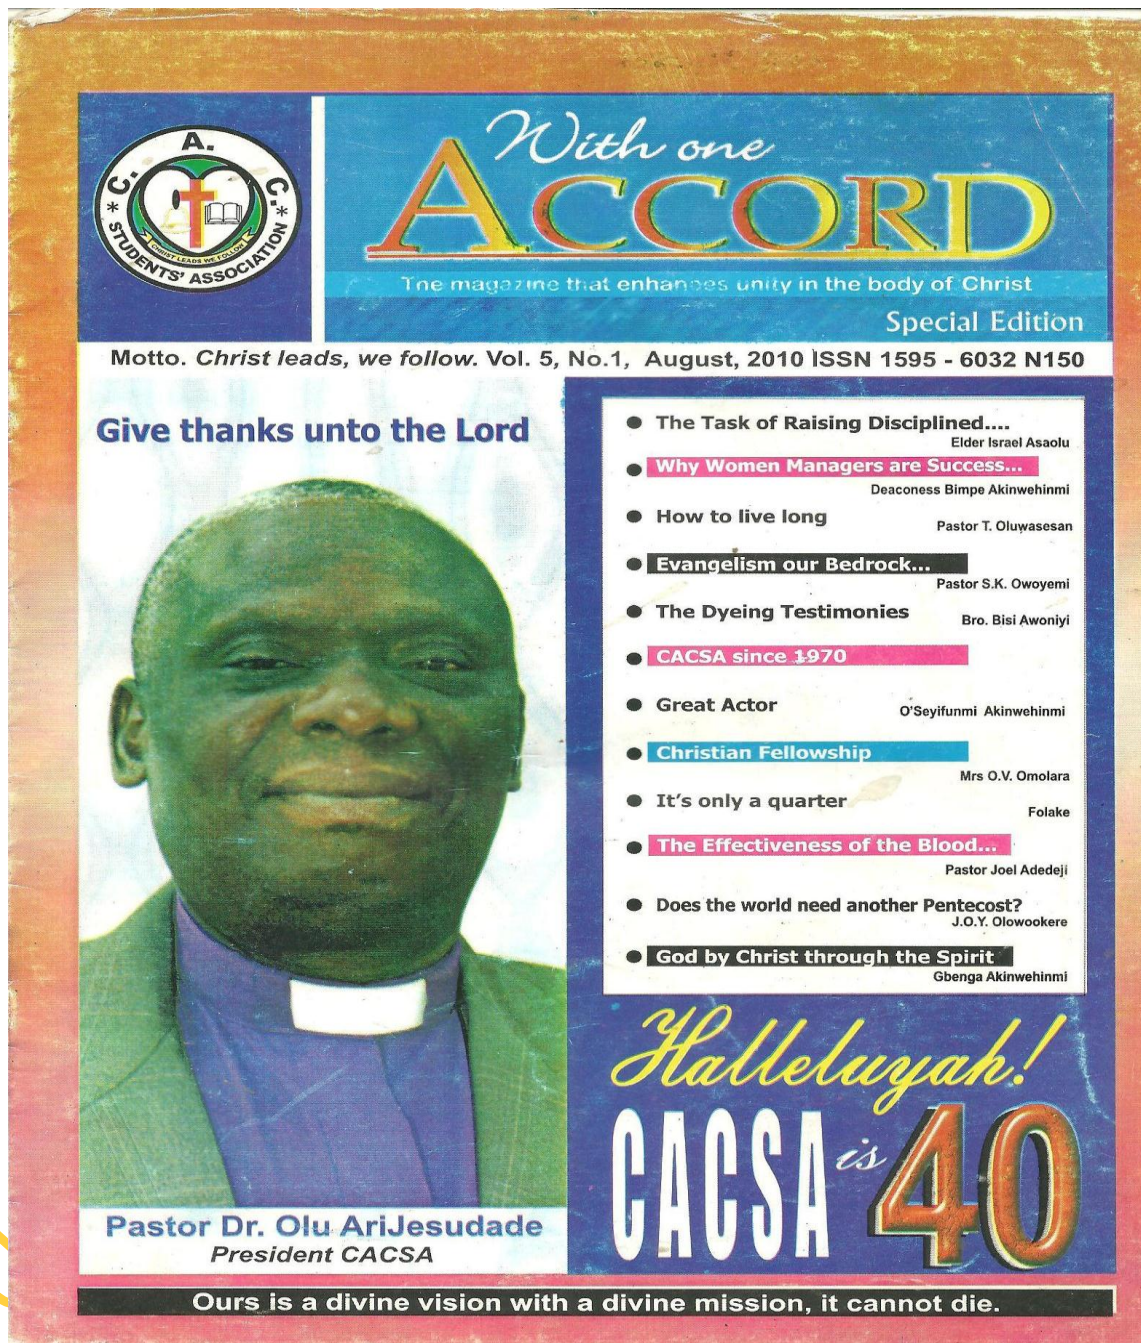 C. A. C.
* STUDENTS' ASSOCIATION *
CHRIST LEADS WE FOLLOW
With one
ACCORD
The magazine that enhances unity in the body of Christ
Special Edition
Motto. Christ leads, we follow. Vol. 5, No.1, August, 2010 ISSN 1595 - 6032 N150
Give thanks unto the Lord
Pastor Dr. Olu AriJesudade
President CACSA
• The Task of Raising Disciplined....
Elder Israel Asaolu
• Why Women Managers are Success...
Deaconess Bimpe Akinwehinmi
• How to live long
Pastor T. Oluwasesan
• Evangelism our Bedrock...
Pastor S.K. Owoyemi
• The Dyeing Testimonies
Bro. Bisi Awoniyi
• CACSA since 1970
• Great Actor
O'Seyifunmi Akinwehinmi
• Christian Fellowship
Mrs O.V. Omolara
• It's only a quarter
Folake
• The Effectiveness of the Blood...
Pastor Joel Adedeji
• Does the world need another Pentecost?
J.O.Y. Olowookere
• God by Christ through the Spirit
Gbenga Akinwehinmi
Halleluyah!
CACSA is 40
Ours is a divine vision with a divine mission, it cannot die.